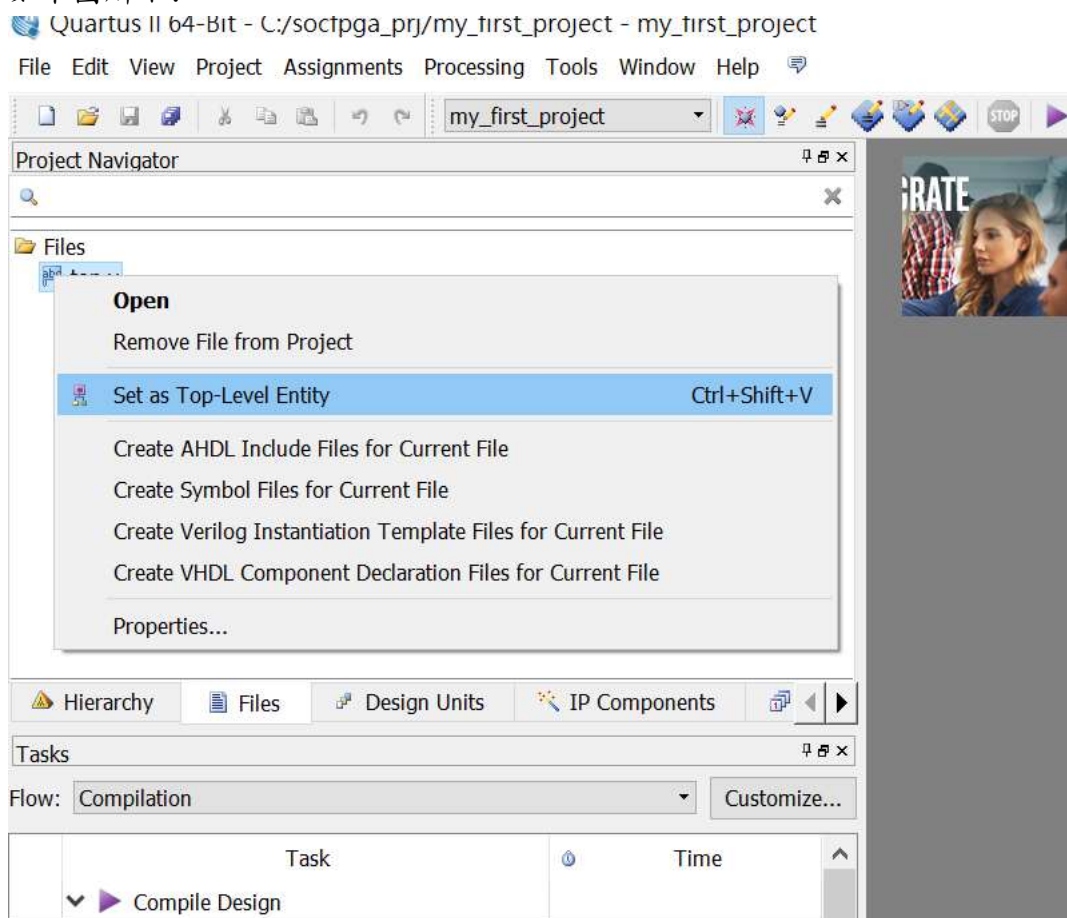 Quartus II 64-Bit - C:/socfpga_prj/my_first_project - my_first_project
File Edit View Project Assignments Processing Tools Window Help
my_first_project
STOP
Project Navigator
GRATE
Files
Open
Remove File from Project
Set as Top-Level Entity Ctrl+Shift+V
Create AHDL Include Files for Current File
Create Symbol Files for Current File
Create Verilog Instantiation Template Files for Current File
Create VHDL Component Declaration Files for Current File
Properties...
Hierarchy Files Design Units IP Components
Tasks
Flow: Compilation Customize...
Task Time
Compile Design